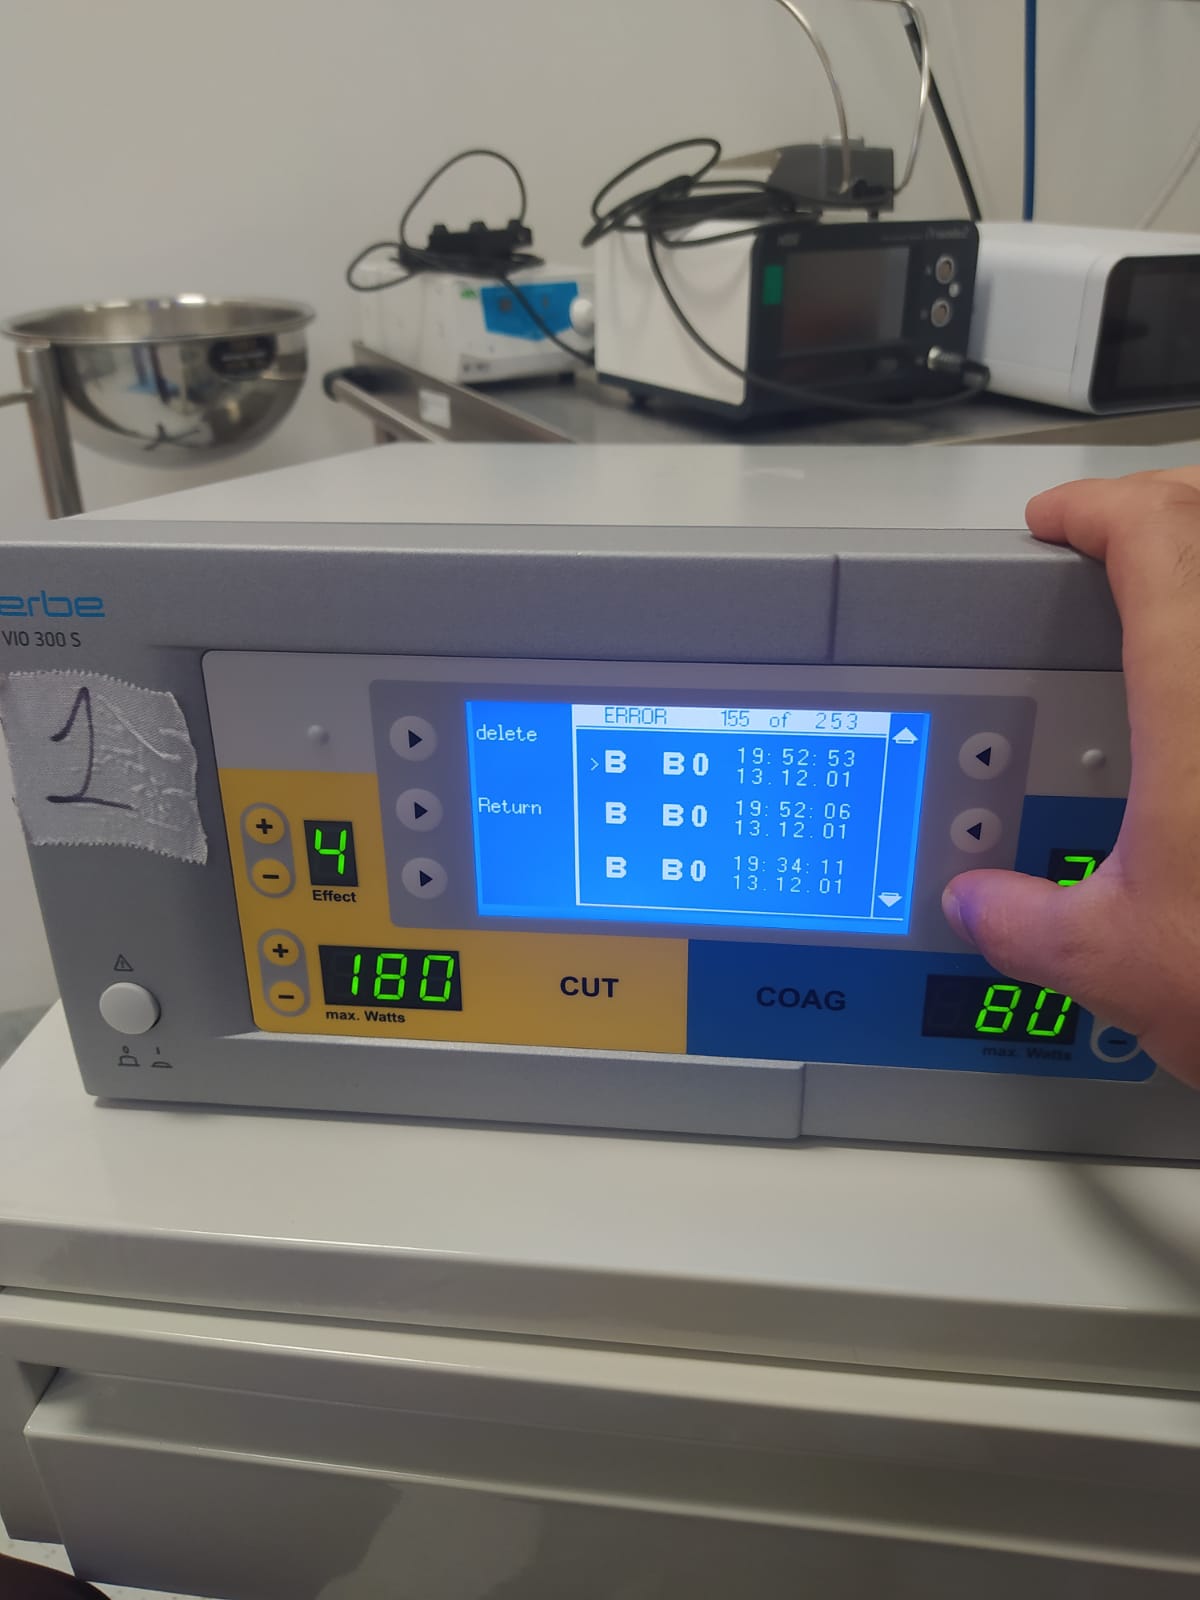 erbe
VIO 300 S
1
delete
Return
ERROR 155 of 253
>B B0 19:52:53
13.12.01
B B0 19:52:06
13.12.01
B B0 19:34:11
13.12.01
+
−
4
Effect
+
−
180
max. Watts
CUT
COAG
80
max. Watts
−
0 I